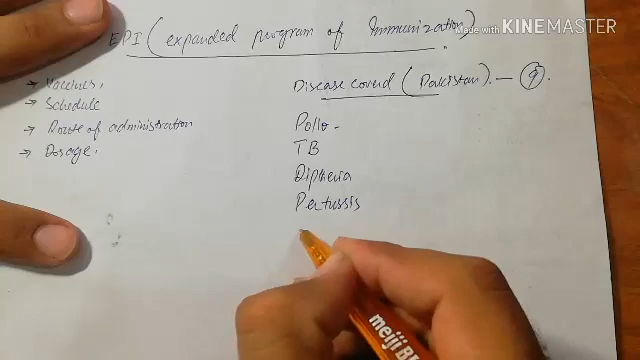 EPI (expanded program of Immunization)
Made with KINEMASTER
→ Vaccines,
→ Schedule
→ Route of administration
→ Dosage.
Disease coverd (Pakistan). — 9.
Polio -
TB
Diptheria
Pertussis
meiji